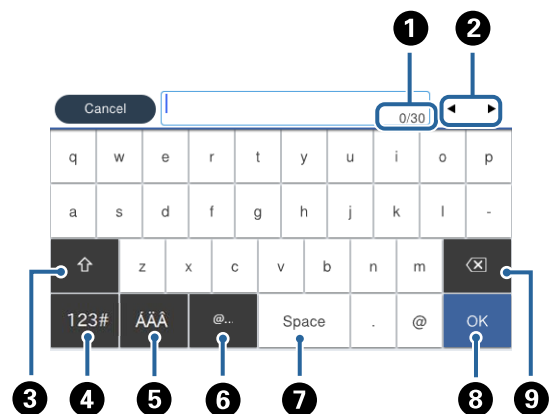 1 2
Cancel 0/30
q w e r t y u i o p
a s d f g h j k l -
z x c v b n m
123# ÁÄÂ @... Space . @ OK
3 4 5 6 7 8 9